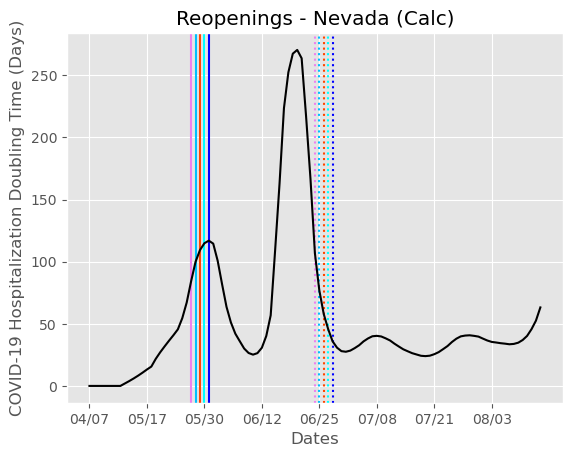 Reopenings - Nevada (Calc)
COVID-19 Hospitalization Doubling Time (Days)
250
200
150
100
50
0
04/07 05/17 05/30 06/12 06/25 07/08 07/21 08/03
Dates